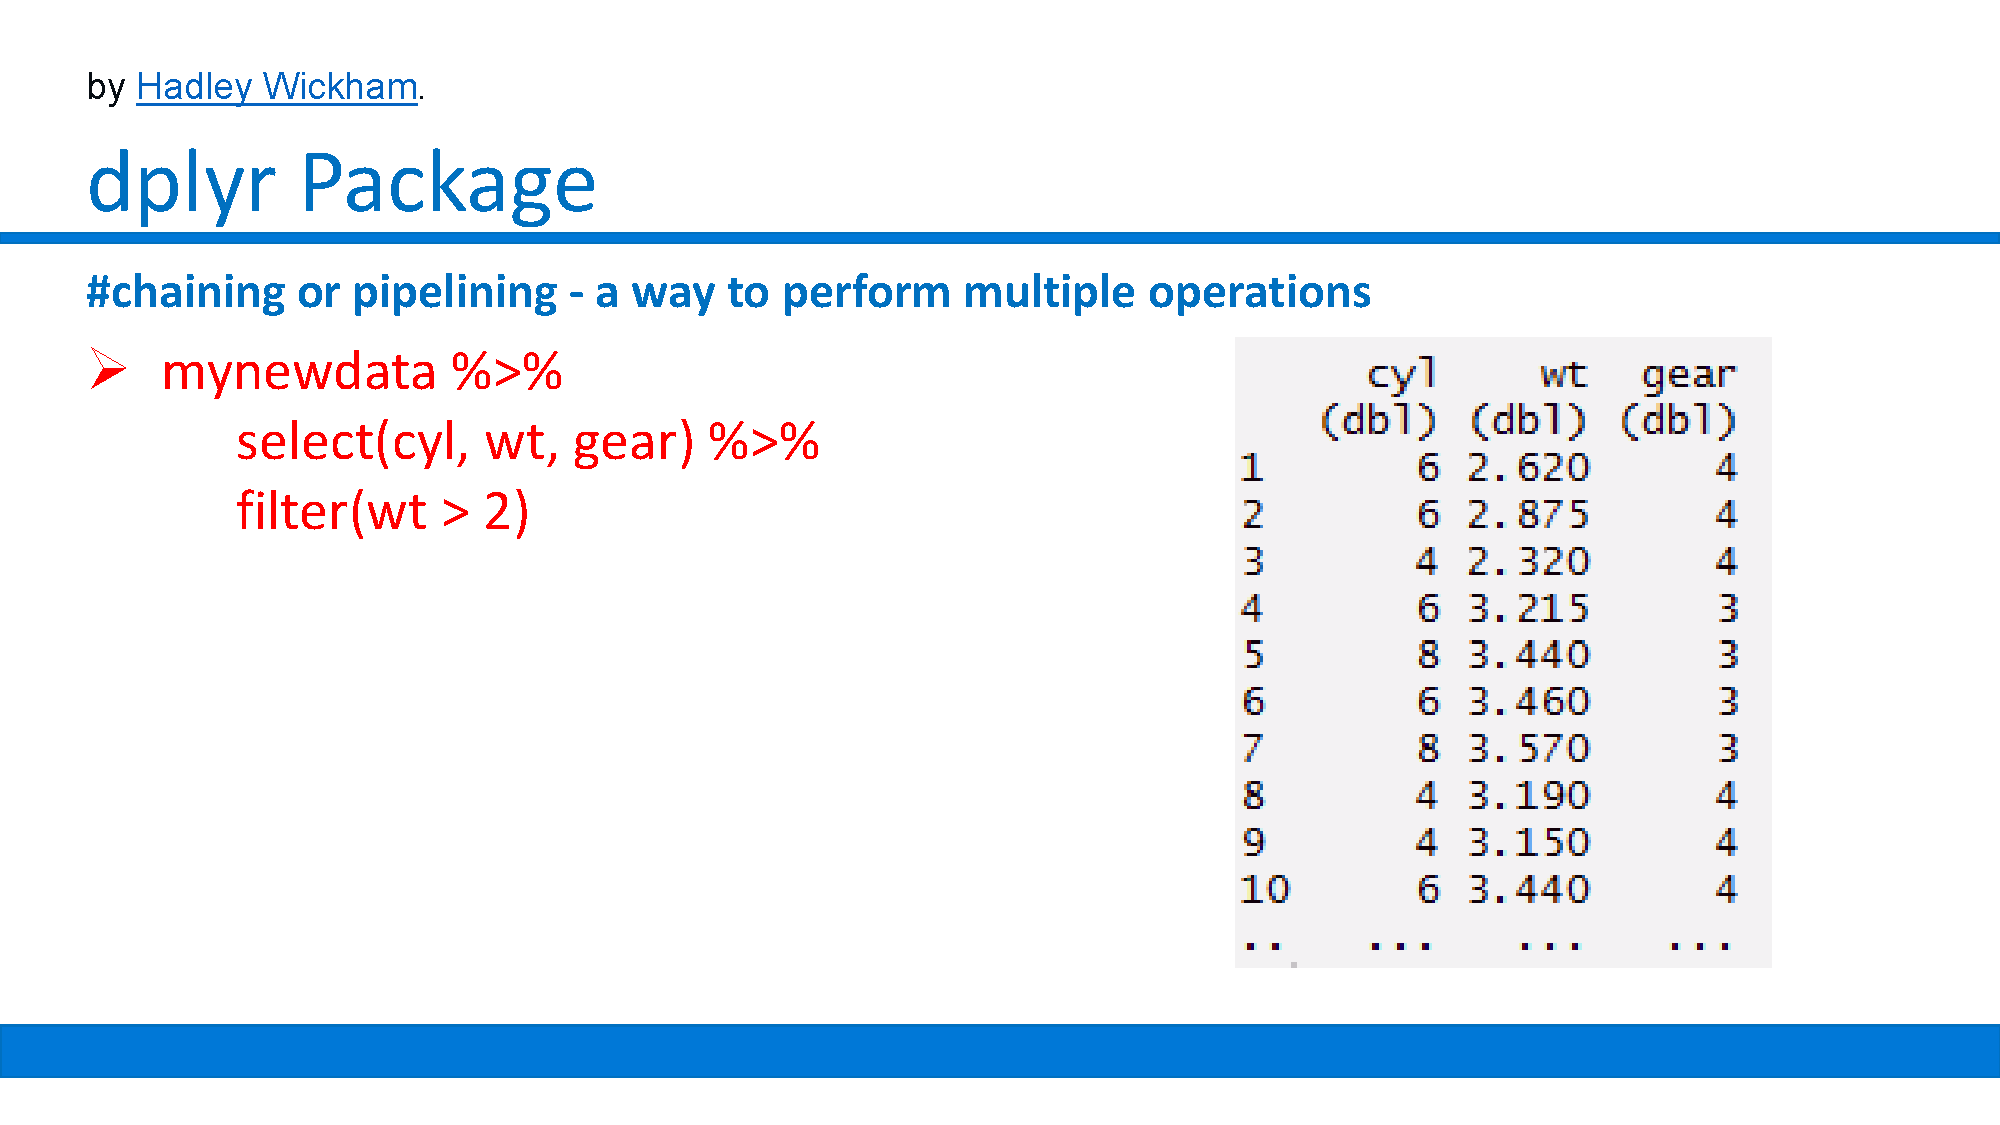 by Hadley Wickham.
dplyr Package
#chaining or pipelining - a way to perform multiple operations
➢ mynewdata %>%
select(cyl, wt, gear) %>%
filter(wt > 2)
cyl wt gear
(dbl) (dbl) (dbl)
1 6 2.620 4
2 6 2.875 4
3 4 2.320 4
4 6 3.215 3
5 8 3.440 3
6 6 3.460 3
7 8 3.570 3
8 4 3.190 4
9 4 3.150 4
10 6 3.440 4
.. ... ... ...